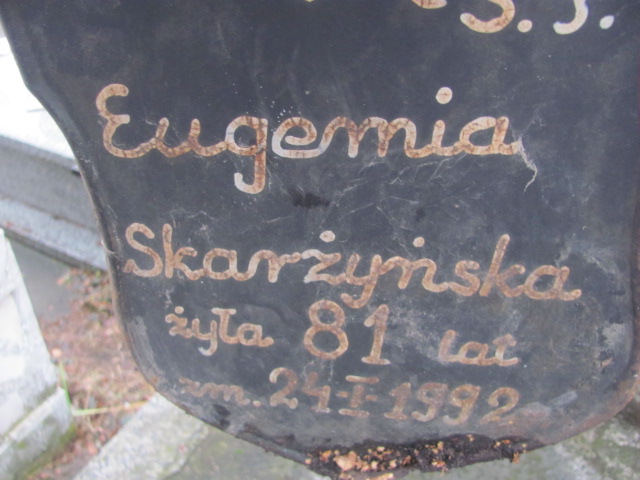 Ś.P.
Eugenia
Skarżyńska
żyła 81 lat
zm. 24-I-1992